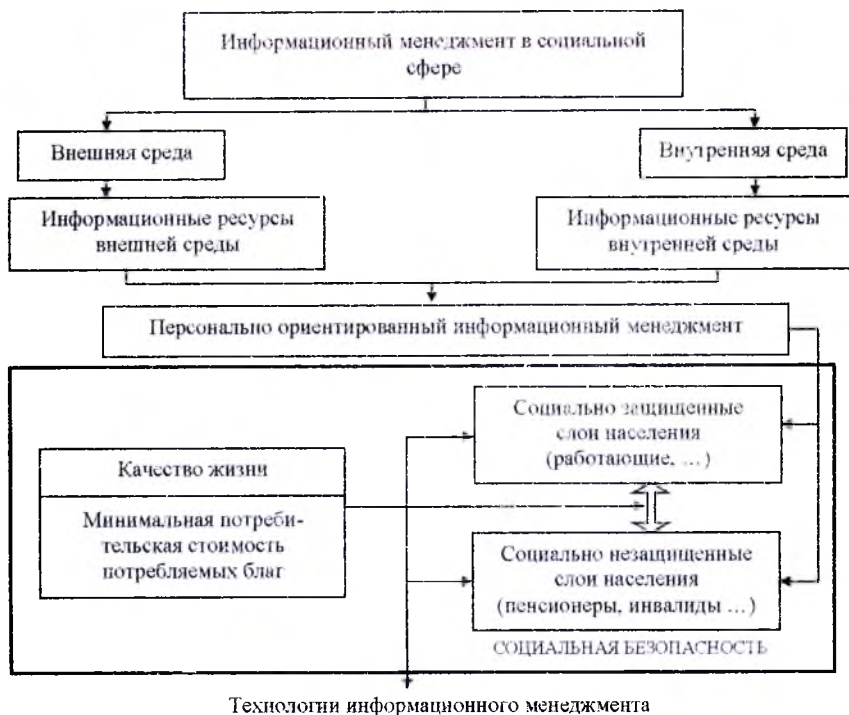 Информационный менеджмент в социальной
сфере
Внешняя среда
Внутренняя среда
Информационные ресурсы
внешней среды
Информационные ресурсы
внутренней среды
Персонально ориентированный информационный менеджмент
Социально защищенные
слои населения
(работающие, ...)
Качество жизни
Минимальная потреби-
тельская стоимость
потребляемых благ
Социально незащищенные
слои населения
(пенсионеры, инвалиды ...)
СОЦИАЛЬНАЯ БЕЗОПАСНОСТЬ
Технологии информационного менеджмента